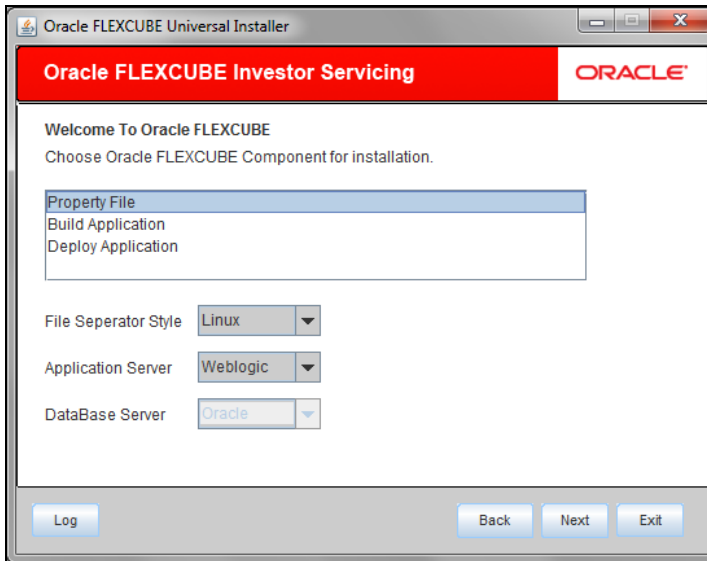 Oracle FLEXCUBE Universal Installer
Oracle FLEXCUBE Investor Servicing
ORACLE
Welcome To Oracle FLEXCUBE
Choose Oracle FLEXCUBE Component for installation.
Property File
Build Application
Deploy Application
File Seperator Style Linux
Application Server Weblogic
DataBase Server Oracle
Log Back Next Exit